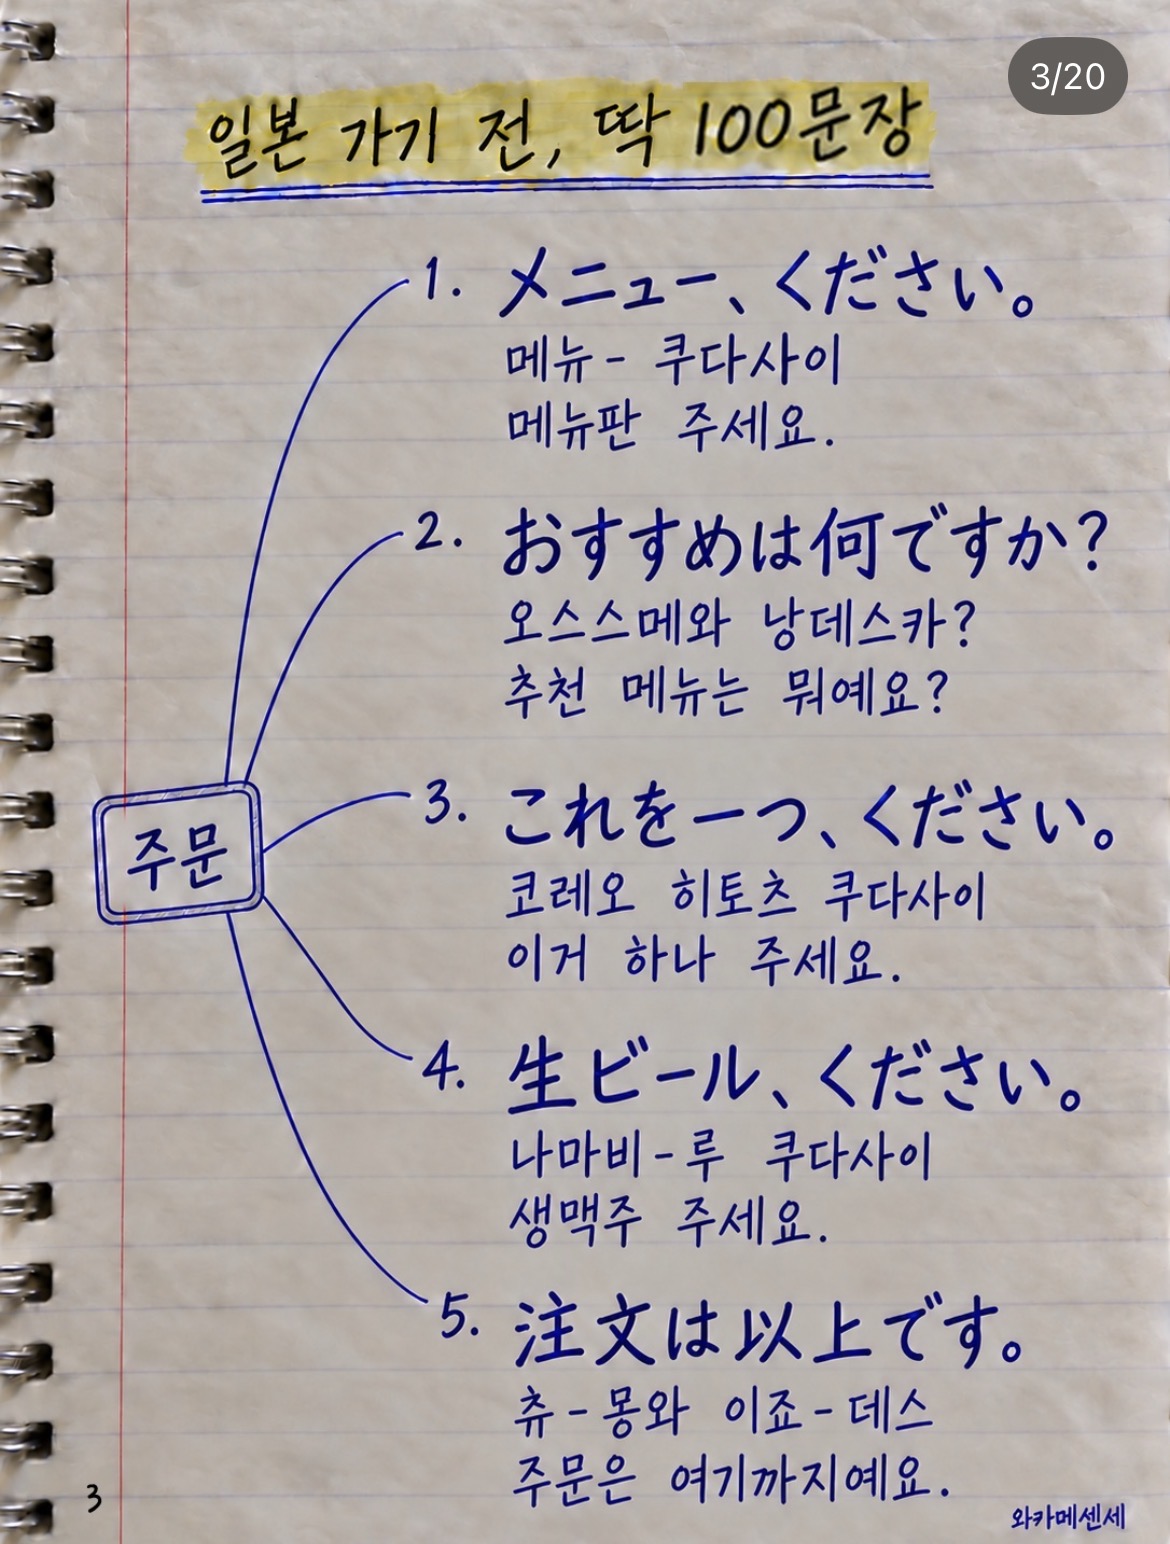 3/20
일본 가기 전, 딱 100문장
1. メニュー、ください。
메뉴- 쿠다사이
메뉴판 주세요.
2. おすすめは何ですか?
오스스메와 낭데스카?
추천 메뉴는 뭐예요?
주문
3. これを一つ、ください。
코레오 히토츠 쿠다사이
이거 하나 주세요.
4. 生ビール、ください。
나마비-루 쿠다사이
생맥주 주세요.
5. 注文は以上です。
츄-몽와 이죠-데스
주문은 여기까지예요.
3
와카메센세